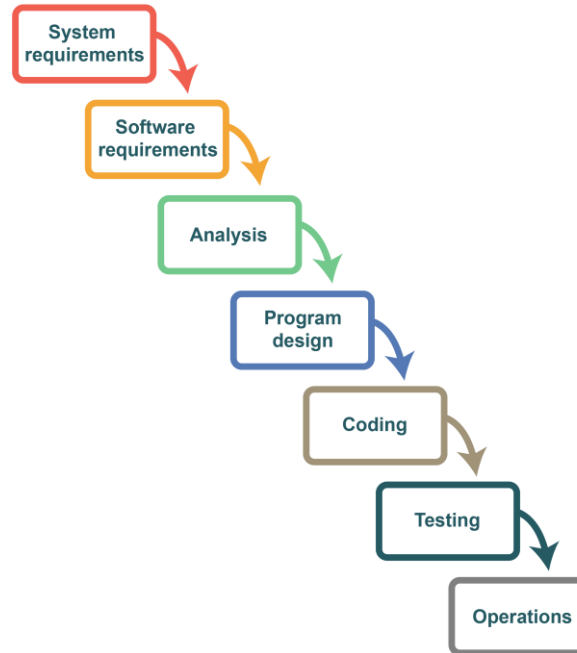 System
requirements
Software
requirements
Analysis
Program
design
Coding
Testing
Operations